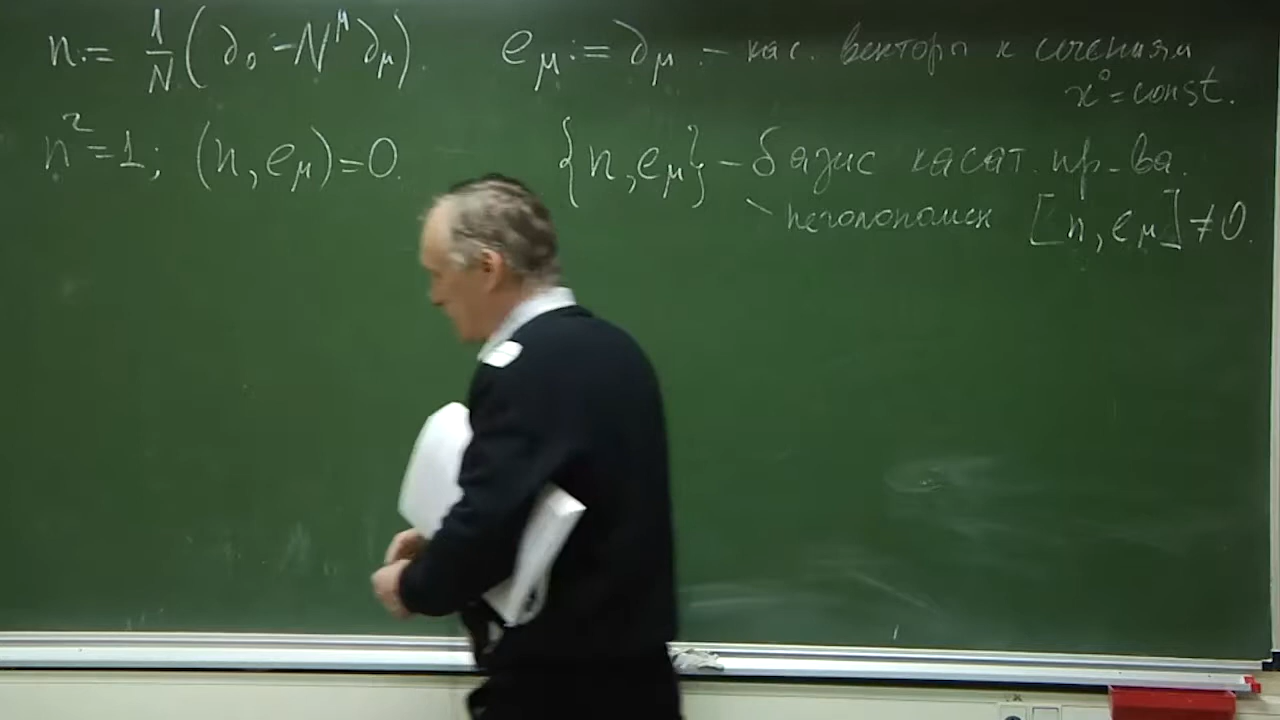 n := 1/N (∂₀ - N^μ ∂_μ). e_μ := ∂_μ - кас. векторы к сечениям
x⁰ = const.
n² = 1; (n, e_μ) = 0. {n, e_μ} - базис касат. пр-ва.
неголономен [n, e_μ] ≠ 0.